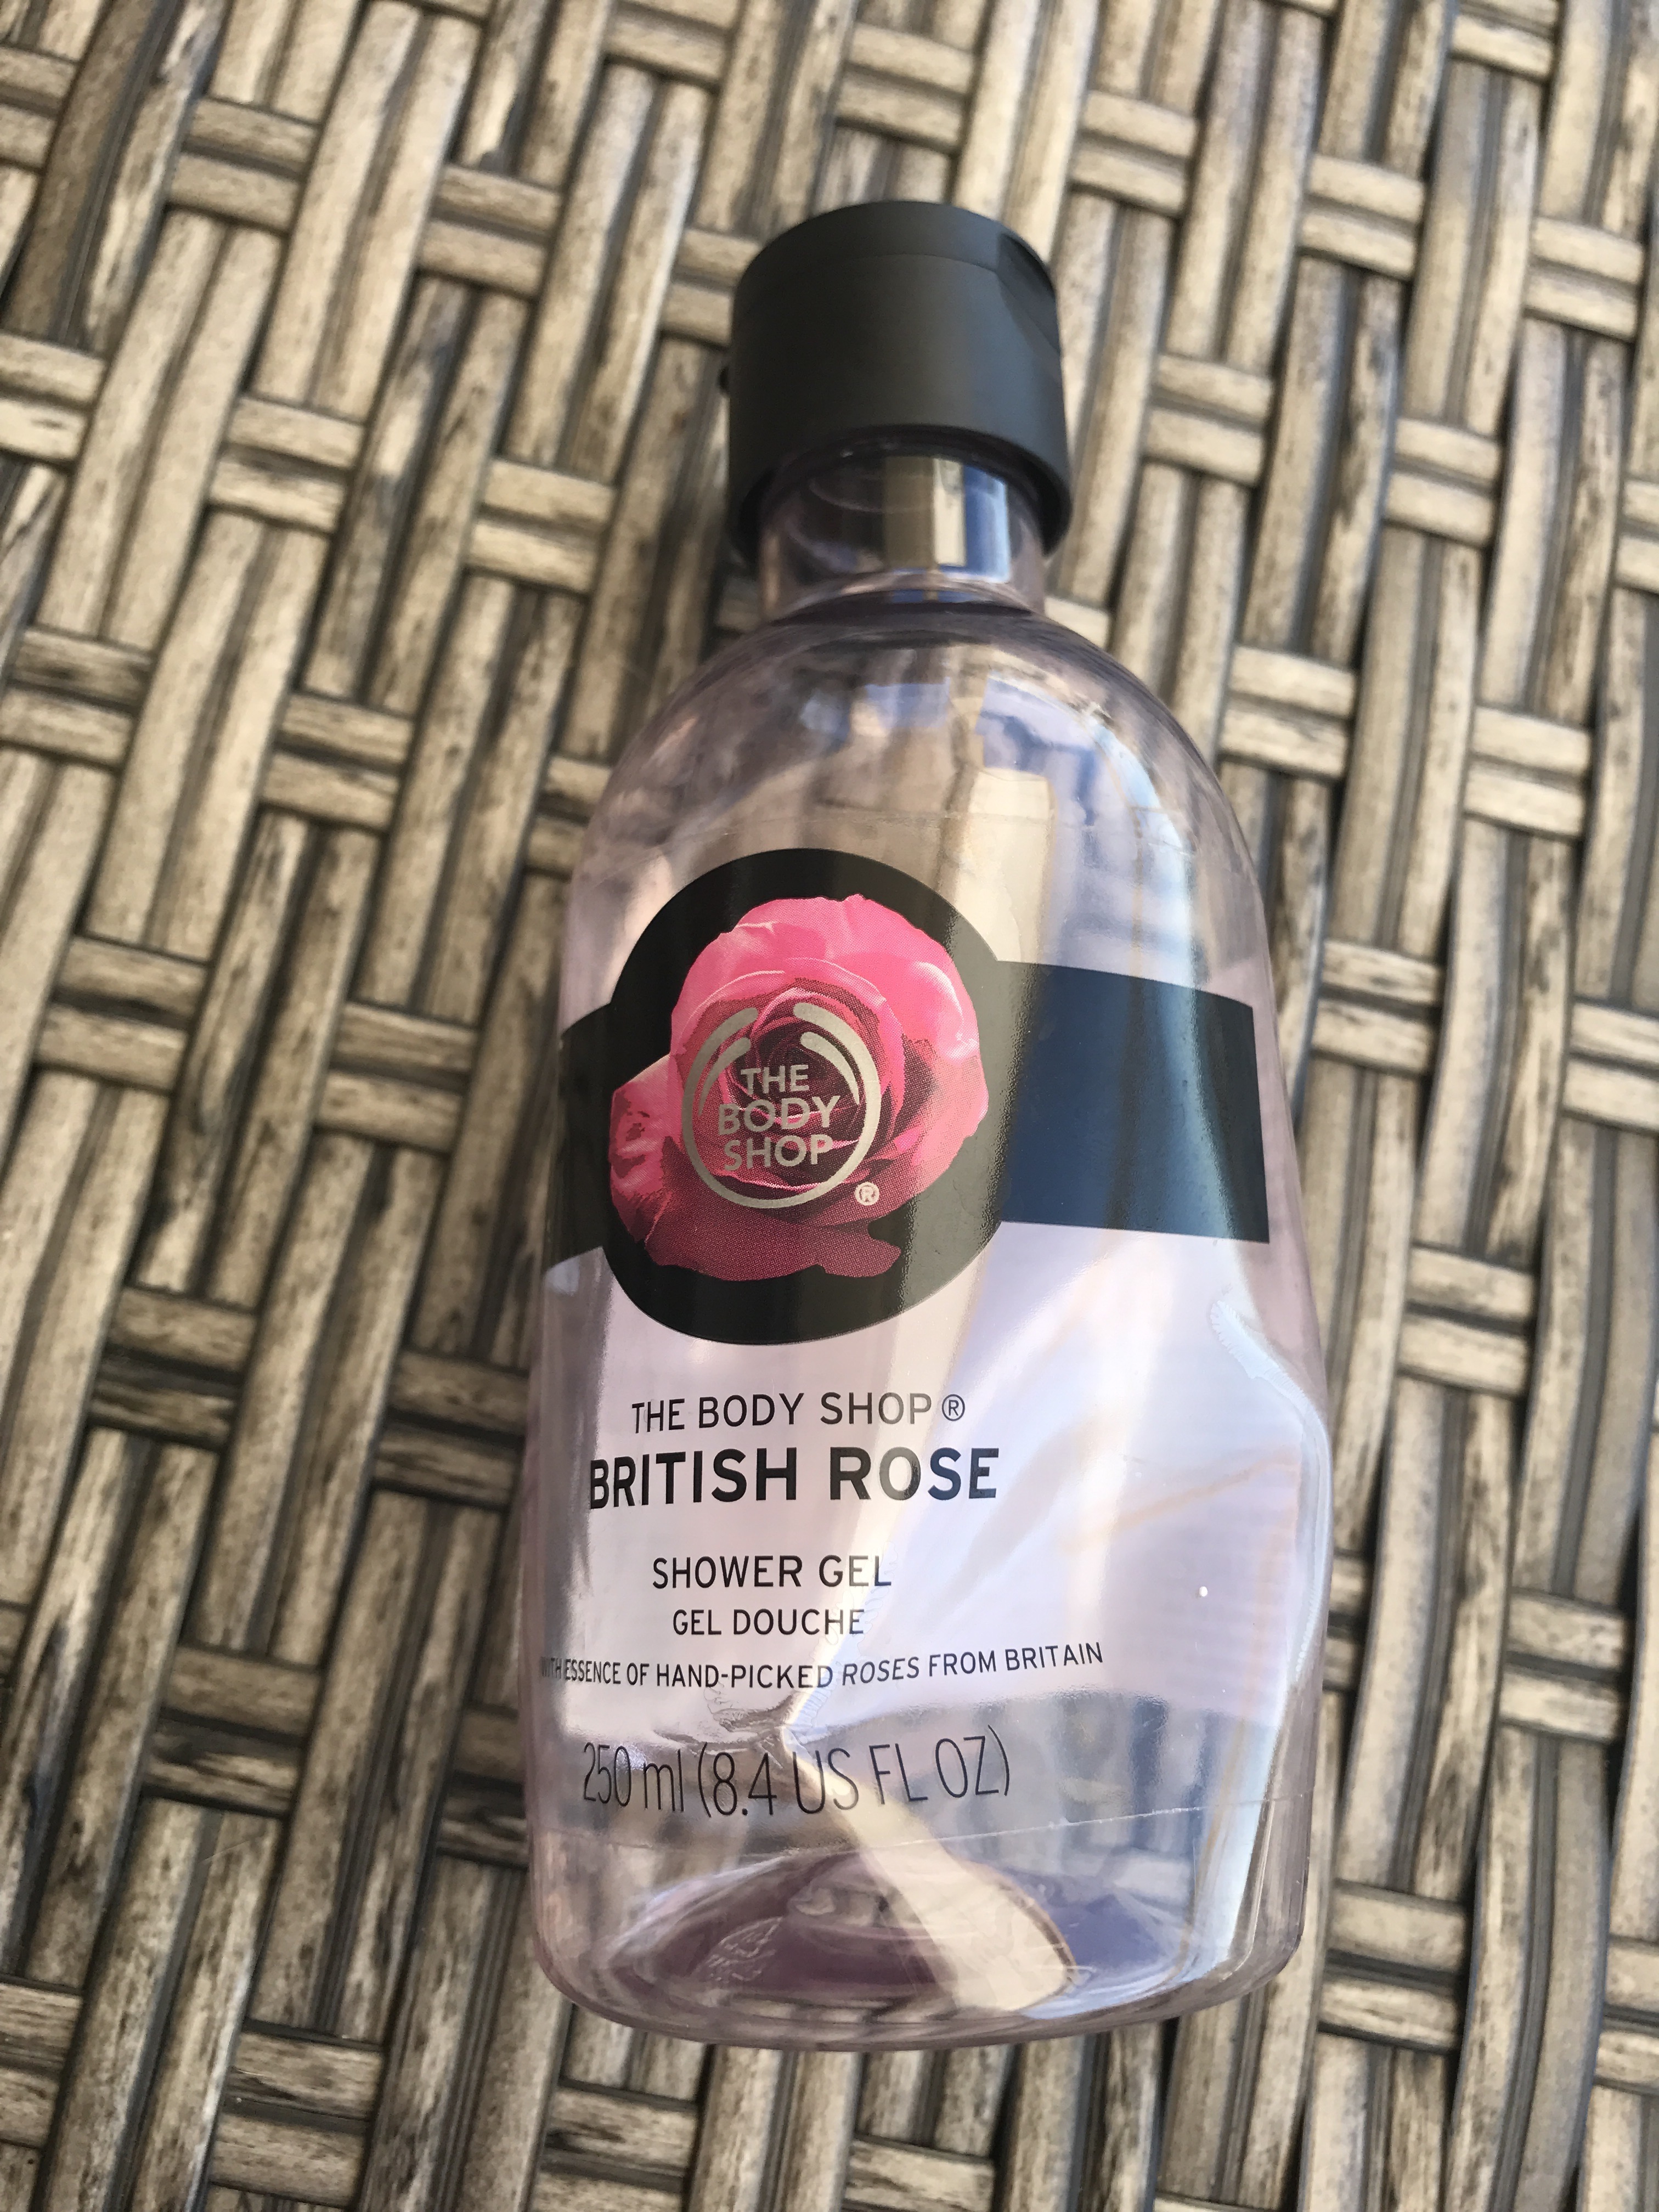 THE
BODY
SHOP
®
THE BODY SHOP®
BRITISH ROSE
SHOWER GEL
GEL DOUCHE
WITH ESSENCE OF HAND-PICKED ROSES FROM BRITAIN
250 ml (8.4 US FL OZ)